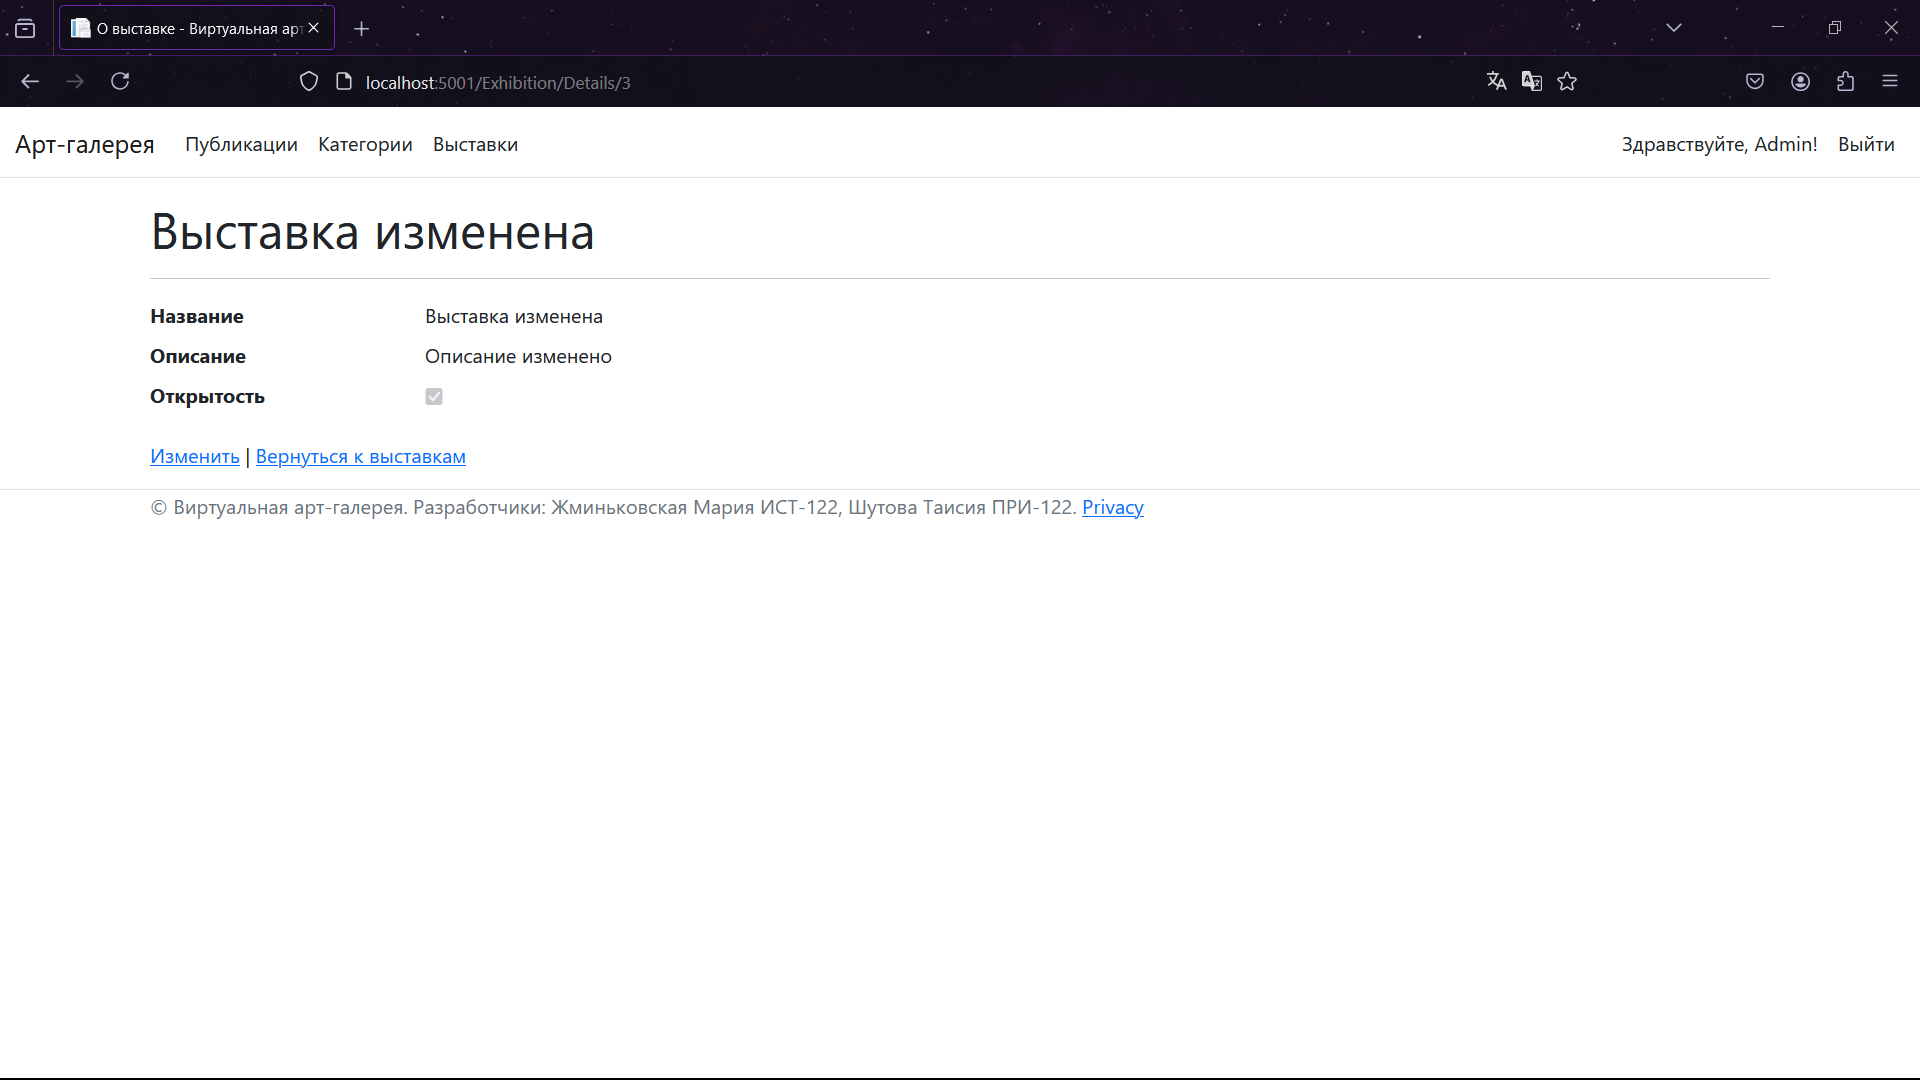 О выставке - Виртуальная арт
localhost:5001/Exhibition/Details/3
Арт-галерея Публикации Категории Выставки Здравствуйте, Admin! Выйти
Выставка изменена
Название Выставка изменена
Описание Описание изменено
Открытость
Изменить | Вернуться к выставкам
© Виртуальная арт-галерея. Разработчики: Жминьковская Мария ИСТ-122, Шутова Таисия ПРИ-122. Privacy